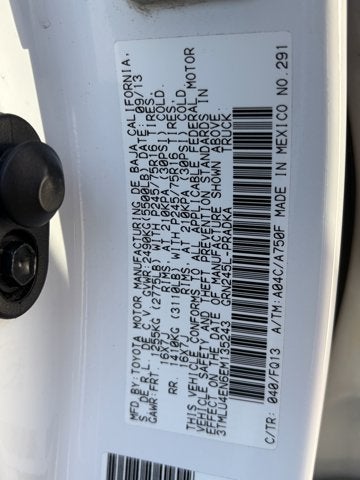 MFD.BY:TOYOTA MOTOR MANUFACTURING DE BAJA CALIFORNIA,
S. DE R.L. DE C.V. GVWR:2490KG(5500LB) DATE: 09/13
GAWR:FRT. 1255KG (2775LB) WITH P245/75R16 TIRES,
16X7J RIMS, AT 210KPA (30PSI) COLD.
RR. 1410KG (3110LB) WITH P245/75R16 TIRES,
16X7J RIMS, AT 210KPA (30PSI) COLD.
THIS VEHICLE CONFORMS TO ALL APPLICABLE FEDERAL MOTOR
VEHICLE SAFETY AND THEFT PREVENTION STANDARDS IN
EFFECT ON THE DATE OF MANUFACTURE SHOWN ABOVE.
3TMLU4EN6EM135243 GRN245L-PRADKA TRUCK
C/TR: 040/FQ13 A/TM:A04C/A750F MADE IN MEXICO NO.291